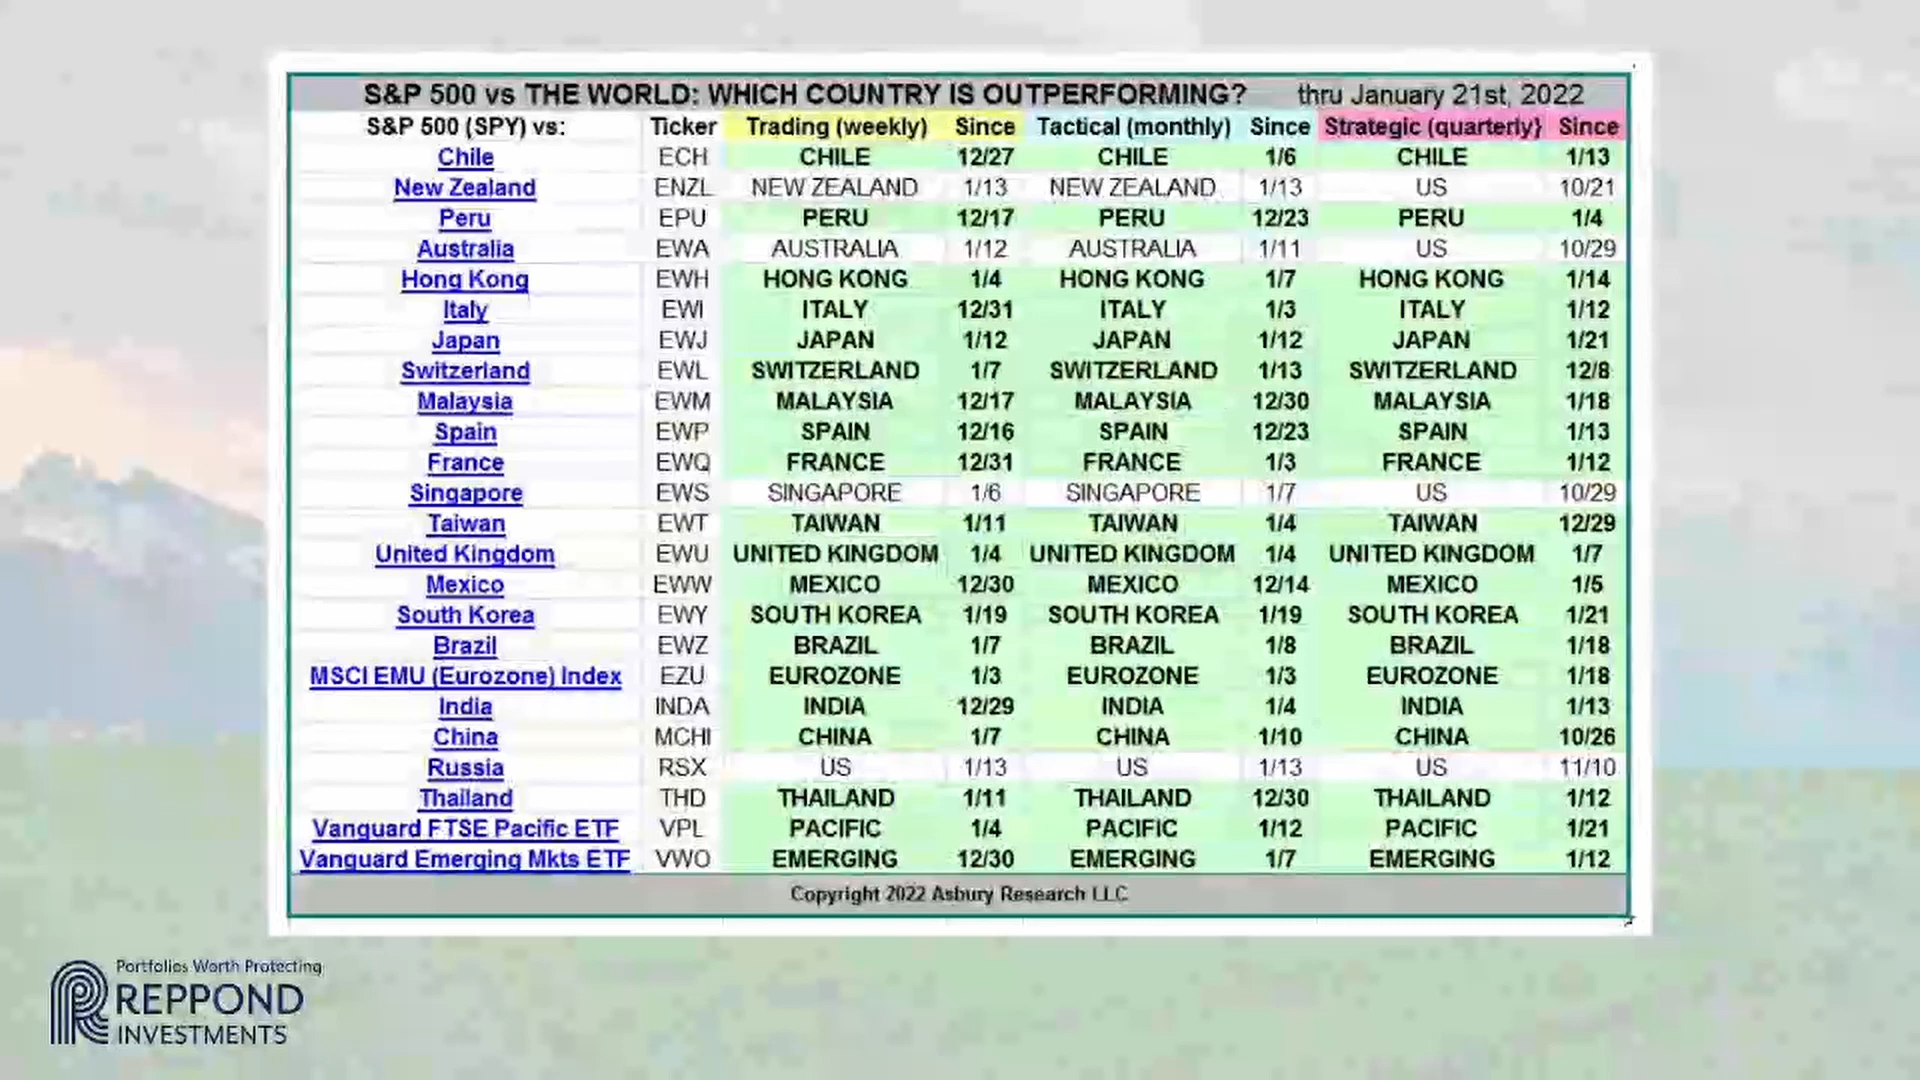 S&P 500 vs THE WORLD: WHICH COUNTRY IS OUTPERFORMING? thru January 21st, 2022
S&P 500 (SPY) vs: Ticker Trading (weekly) Since Tactical (monthly) Since Strategic (quarterly} Since
Chile ECH CHILE 12/27 CHILE 1/6 CHILE 1/13
New Zealand ENZL NEW ZEALAND 1/13 NEW ZEALAND 1/13 US 10/21
Peru EPU PERU 12/17 PERU 12/23 PERU 1/4
Australia EWA AUSTRALIA 1/12 AUSTRALIA 1/11 US 10/29
Hong Kong EWH HONG KONG 1/4 HONG KONG 1/7 HONG KONG 1/14
Italy EWI ITALY 12/31 ITALY 1/3 ITALY 1/12
Japan EWJ JAPAN 1/12 JAPAN 1/12 JAPAN 1/21
Switzerland EWL SWITZERLAND 1/7 SWITZERLAND 1/13 SWITZERLAND 12/8
Malaysia EWM MALAYSIA 12/17 MALAYSIA 12/30 MALAYSIA 1/18
Spain EWP SPAIN 12/16 SPAIN 12/23 SPAIN 1/13
France EWQ FRANCE 12/31 FRANCE 1/3 FRANCE 1/12
Singapore EWS SINGAPORE 1/6 SINGAPORE 1/7 US 10/29
Taiwan EWT TAIWAN 1/11 TAIWAN 1/4 TAIWAN 12/29
United Kingdom EWU UNITED KINGDOM 1/4 UNITED KINGDOM 1/4 UNITED KINGDOM 1/7
Mexico EWW MEXICO 12/30 MEXICO 12/14 MEXICO 1/5
South Korea EWY SOUTH KOREA 1/19 SOUTH KOREA 1/19 SOUTH KOREA 1/21
Brazil EWZ BRAZIL 1/7 BRAZIL 1/8 BRAZIL 1/18
MSCI EMU (Eurozone) Index EZU EUROZONE 1/3 EUROZONE 1/3 EUROZONE 1/18
India INDA INDIA 12/29 INDIA 1/4 INDIA 1/13
China MCHI CHINA 1/7 CHINA 1/10 CHINA 10/26
Russia RSX US 1/13 US 1/13 US 11/10
Thailand THD THAILAND 1/11 THAILAND 12/30 THAILAND 1/12
Vanguard FTSE Pacific ETF VPL PACIFIC 1/4 PACIFIC 1/12 PACIFIC 1/21
Vanguard Emerging Mkts ETF VWO EMERGING 12/30 EMERGING 1/7 EMERGING 1/12
Copyright 2022 Asbury Research LLC
Portfolios Worth Protecting
REPPOND
INVESTMENTS